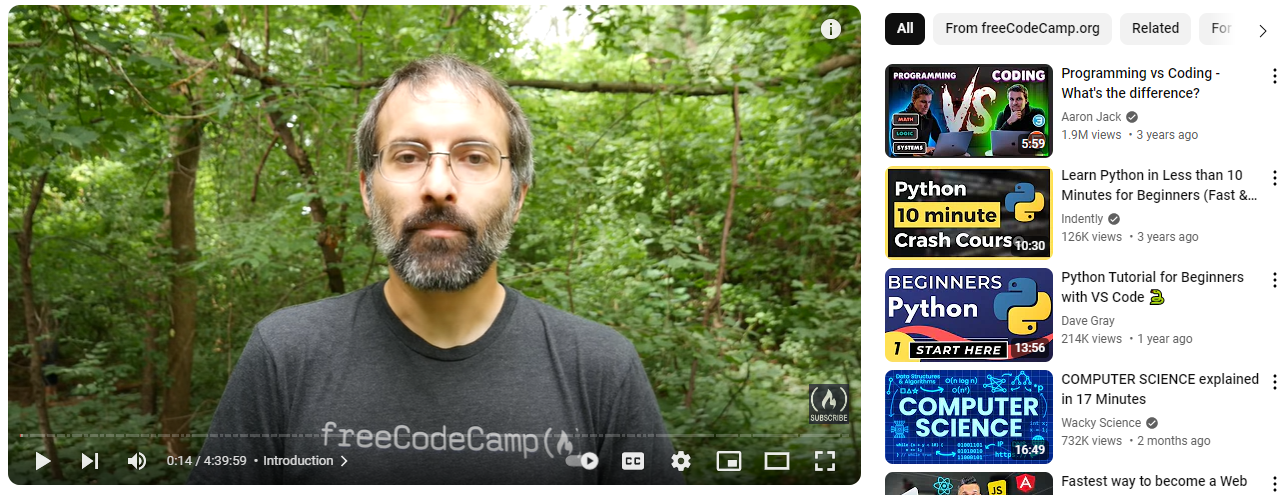 freeCodeCamp(
SUBSCRIBE
0:14 / 4:39:59 • Introduction
CC
All
From freeCodeCamp.org
Related
For
PROGRAMMING
CODING
VS
MATH
LOGIC
SYSTEMS
5:59
Programming vs Coding -
What's the difference?
Aaron Jack
1.9M views • 3 years ago
Python
10 minute
Crash Cours
10:30
Learn Python in Less than 10
Minutes for Beginners (Fast &...
Indently
126K views • 3 years ago
BEGINNERS
Python
1 START HERE
13:56
Python Tutorial for Beginners
with VS Code
Dave Gray
214K views • 1 year ago
Data Structures
& Algorithms
O(n log n)
O(n²)
COMPUTER
SCIENCE
IP
http
16:49
COMPUTER SCIENCE explained
in 17 Minutes
Wacky Science
732K views • 2 months ago
JS
A
Fastest way to become a Web